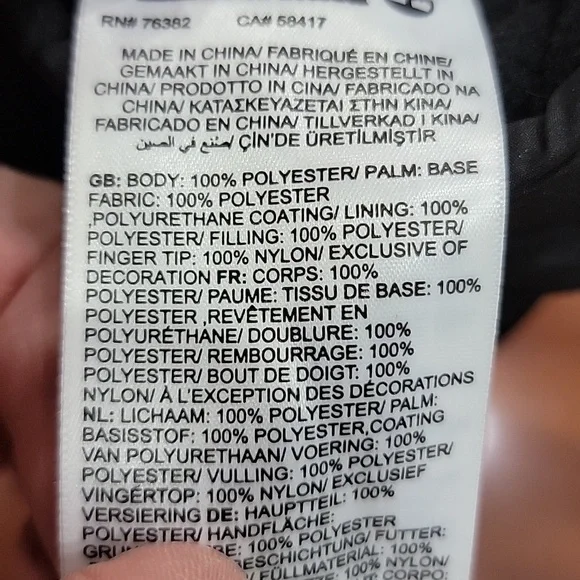 RN# 76382 CA# 58417
MADE IN CHINA/ FABRIQUÉ EN CHINE/
GEMAAKT IN CHINA/ HERGESTELLT IN
CHINA/ PRODOTTO IN CINA/ FABRICADO NA
CHINA/ ΚΑΤΑΣΚΕΥΑΖΕΤΑΙ ΣΤΗΝ ΚΙΝΑ/
FABRICADO EN CHINA/ TILLVERKAD I KINA/
صنع في الصين/ ÇİN'DE ÜRETİLMİŞTİR
GB: BODY: 100% POLYESTER/ PALM: BASE
FABRIC: 100% POLYESTER
,POLYURETHANE COATING/ LINING: 100%
POLYESTER/ FILLING: 100% POLYESTER/
FINGER TIP: 100% NYLON/ EXCLUSIVE OF
DECORATION FR: CORPS: 100%
POLYESTER/ PAUME: TISSU DE BASE: 100%
POLYESTER ,REVÊTEMENT EN
POLYURÉTHANE/ DOUBLURE: 100%
POLYESTER/ REMBOURRAGE: 100%
POLYESTER/ BOUT DE DOIGT: 100%
NYLON/ À L'EXCEPTION DES DÉCORATIONS
NL: LICHAAM: 100% POLYESTER/ PALM:
BASISSTOF: 100% POLYESTER,COATING
VAN POLYURETHAAN/ VOERING: 100%
POLYESTER/ VULLING: 100% POLYESTER/
VINGERTOP: 100% NYLON/ EXCLUSIEF
VERSIERING DE: HAUPTTEIL: 100%
POLYESTER/ HANDFLÄCHE:
100% POLYESTER
FUTTER:
FÜLLMATERIAL: 100%
100% NYLON/
CORPO: